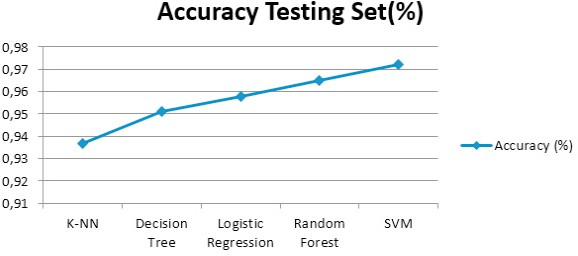 Accuracy Testing Set(%)
0,98
0,97
0,96
0,95
0,94
0,93
0,92
0,91
K-NN
Decision
Tree
Logistic
Regression
Random
Forest
SVM
Accuracy (%)